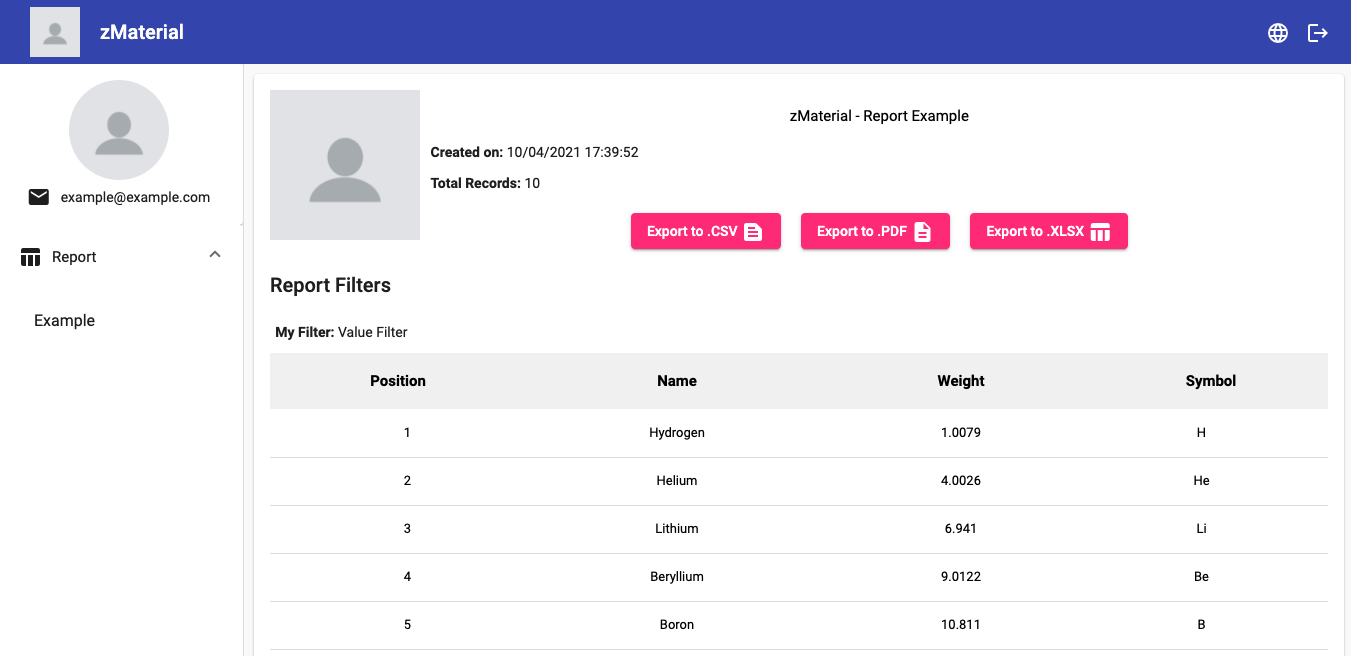 zMaterial
example@example.com
Report
Example
zMaterial - Report Example
Created on: 10/04/2021 17:39:52
Total Records: 10
Export to .CSV
Export to .PDF
Export to .XLSX
Report Filters
My Filter: Value Filter
Position Name Weight Symbol
1 Hydrogen 1.0079 H
2 Helium 4.0026 He
3 Lithium 6.941 Li
4 Beryllium 9.0122 Be
5 Boron 10.811 B